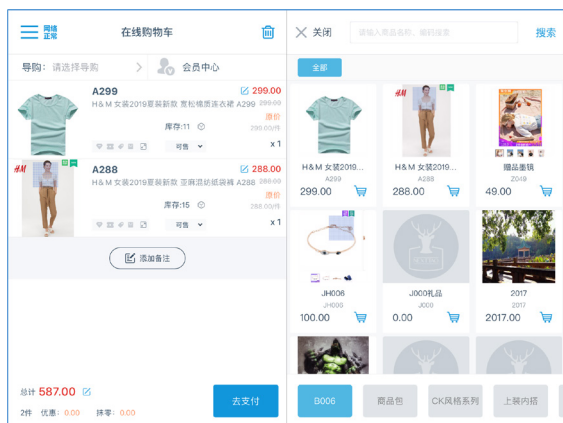 网络
正常
在线购物车
关闭
请输入商品名称、编码搜索
搜索
导购：请选择导购
会员中心
全部
A299
299.00
H&M 女装2019夏装新款 宽松棉质连衣裙 A299 299.00
原价
库存:11
299.00/件
可售
x 1
H&M
A288
288.00
H&M 女装2019夏装新款 亚麻混纺纸袋裤 A288 288.00
原价
库存:15
288.00/件
可售
x 1
添加备注
总计 587.00
2件 优惠：0.00 抹零：0.00
去支付
H&M 女装2019...
A299
299.00
H&M
H&M 女装2019...
A288
288.00
赠品墨镜
Z049
49.00
JH006
JH006
100.00
J000礼品
J000
0.00
2017
2017
2017.00
B006
商品包
CK风格系列
上装内搭